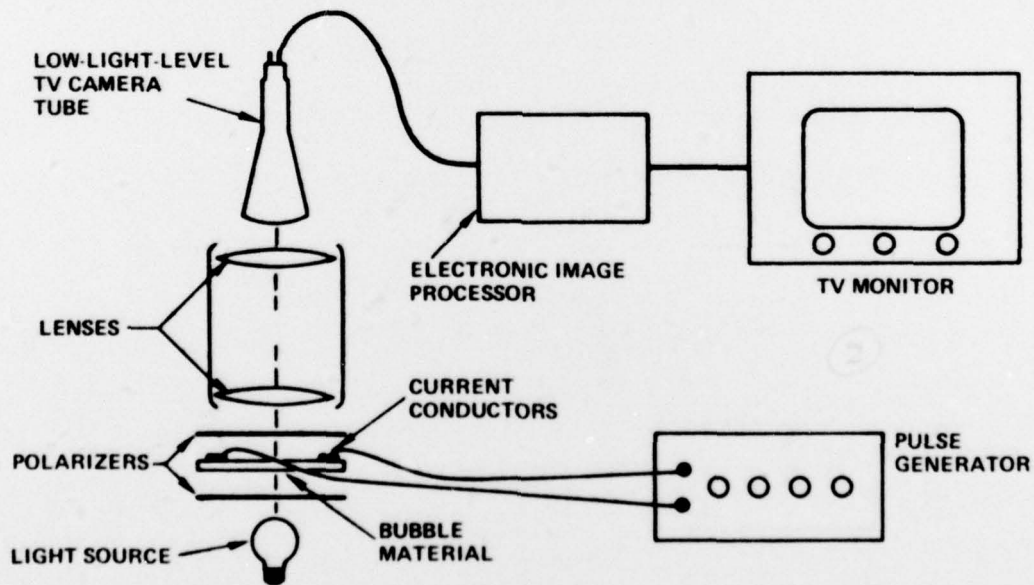 LOW-LIGHT-LEVEL
TV CAMERA
TUBE
ELECTRONIC IMAGE
PROCESSOR
TV MONITOR
LENSES
CURRENT
CONDUCTORS
POLARIZERS
PULSE
GENERATOR
BUBBLE
MATERIAL
LIGHT SOURCE